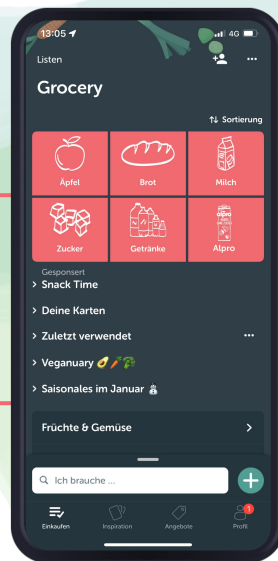 13:05
4G
Listen
Grocery
Sortierung
Äpfel
Brot
Milch
Zucker
Getränke
alpro
Alpro
Gesponsert
Snack Time
Deine Karten
Zuletzt verwendet
Veganuary
Saisonales im Januar
Früchte & Gemüse
Ich brauche ...
Einkaufen
Inspiration
Angebote
1
Profil